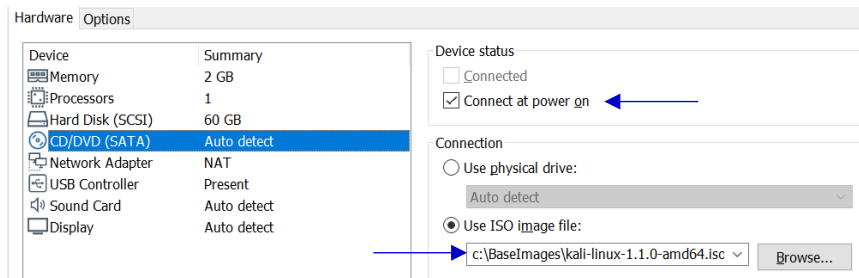 Hardware Options
Device Summary
Memory 2 GB
Processors 1
Hard Disk (SCSI) 60 GB
CD/DVD (SATA) Auto detect
Network Adapter NAT
USB Controller Present
Sound Card Auto detect
Display Auto detect
Device status
Connected
Connect at power on
Connection
Use physical drive:
Auto detect
Use ISO image file:
c:\BaseImages\kali-linux-1.1.0-amd64.isc
Browse...